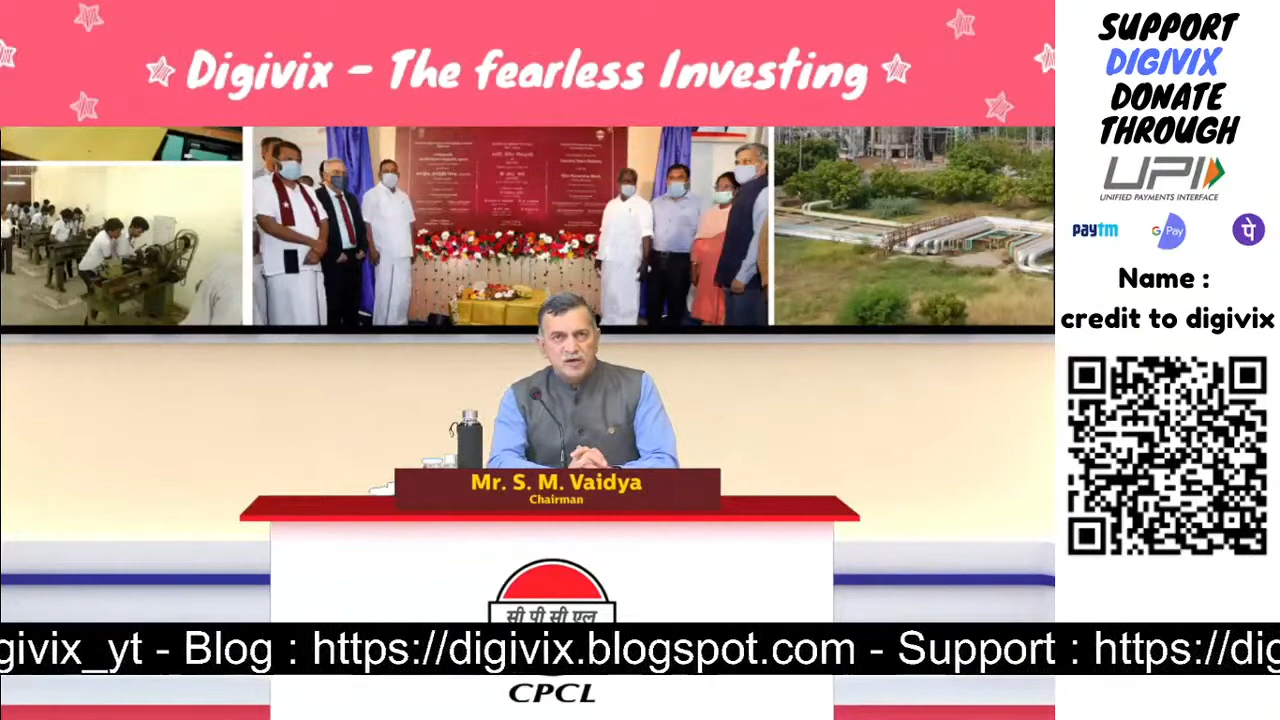 Digivix - The fearless Investing
SUPPORT
DIGIVIX
DONATE
THROUGH
UPI
UNIFIED PAYMENTS INTERFACE
paytm
G Pay
पे
Name :
credit to digivix
Mr. S. M. Vaidya
Chairman
सी पी सी एल
givix_yt - Blog : https://digivix.blogspot.com - Support : https://dig
CPCL